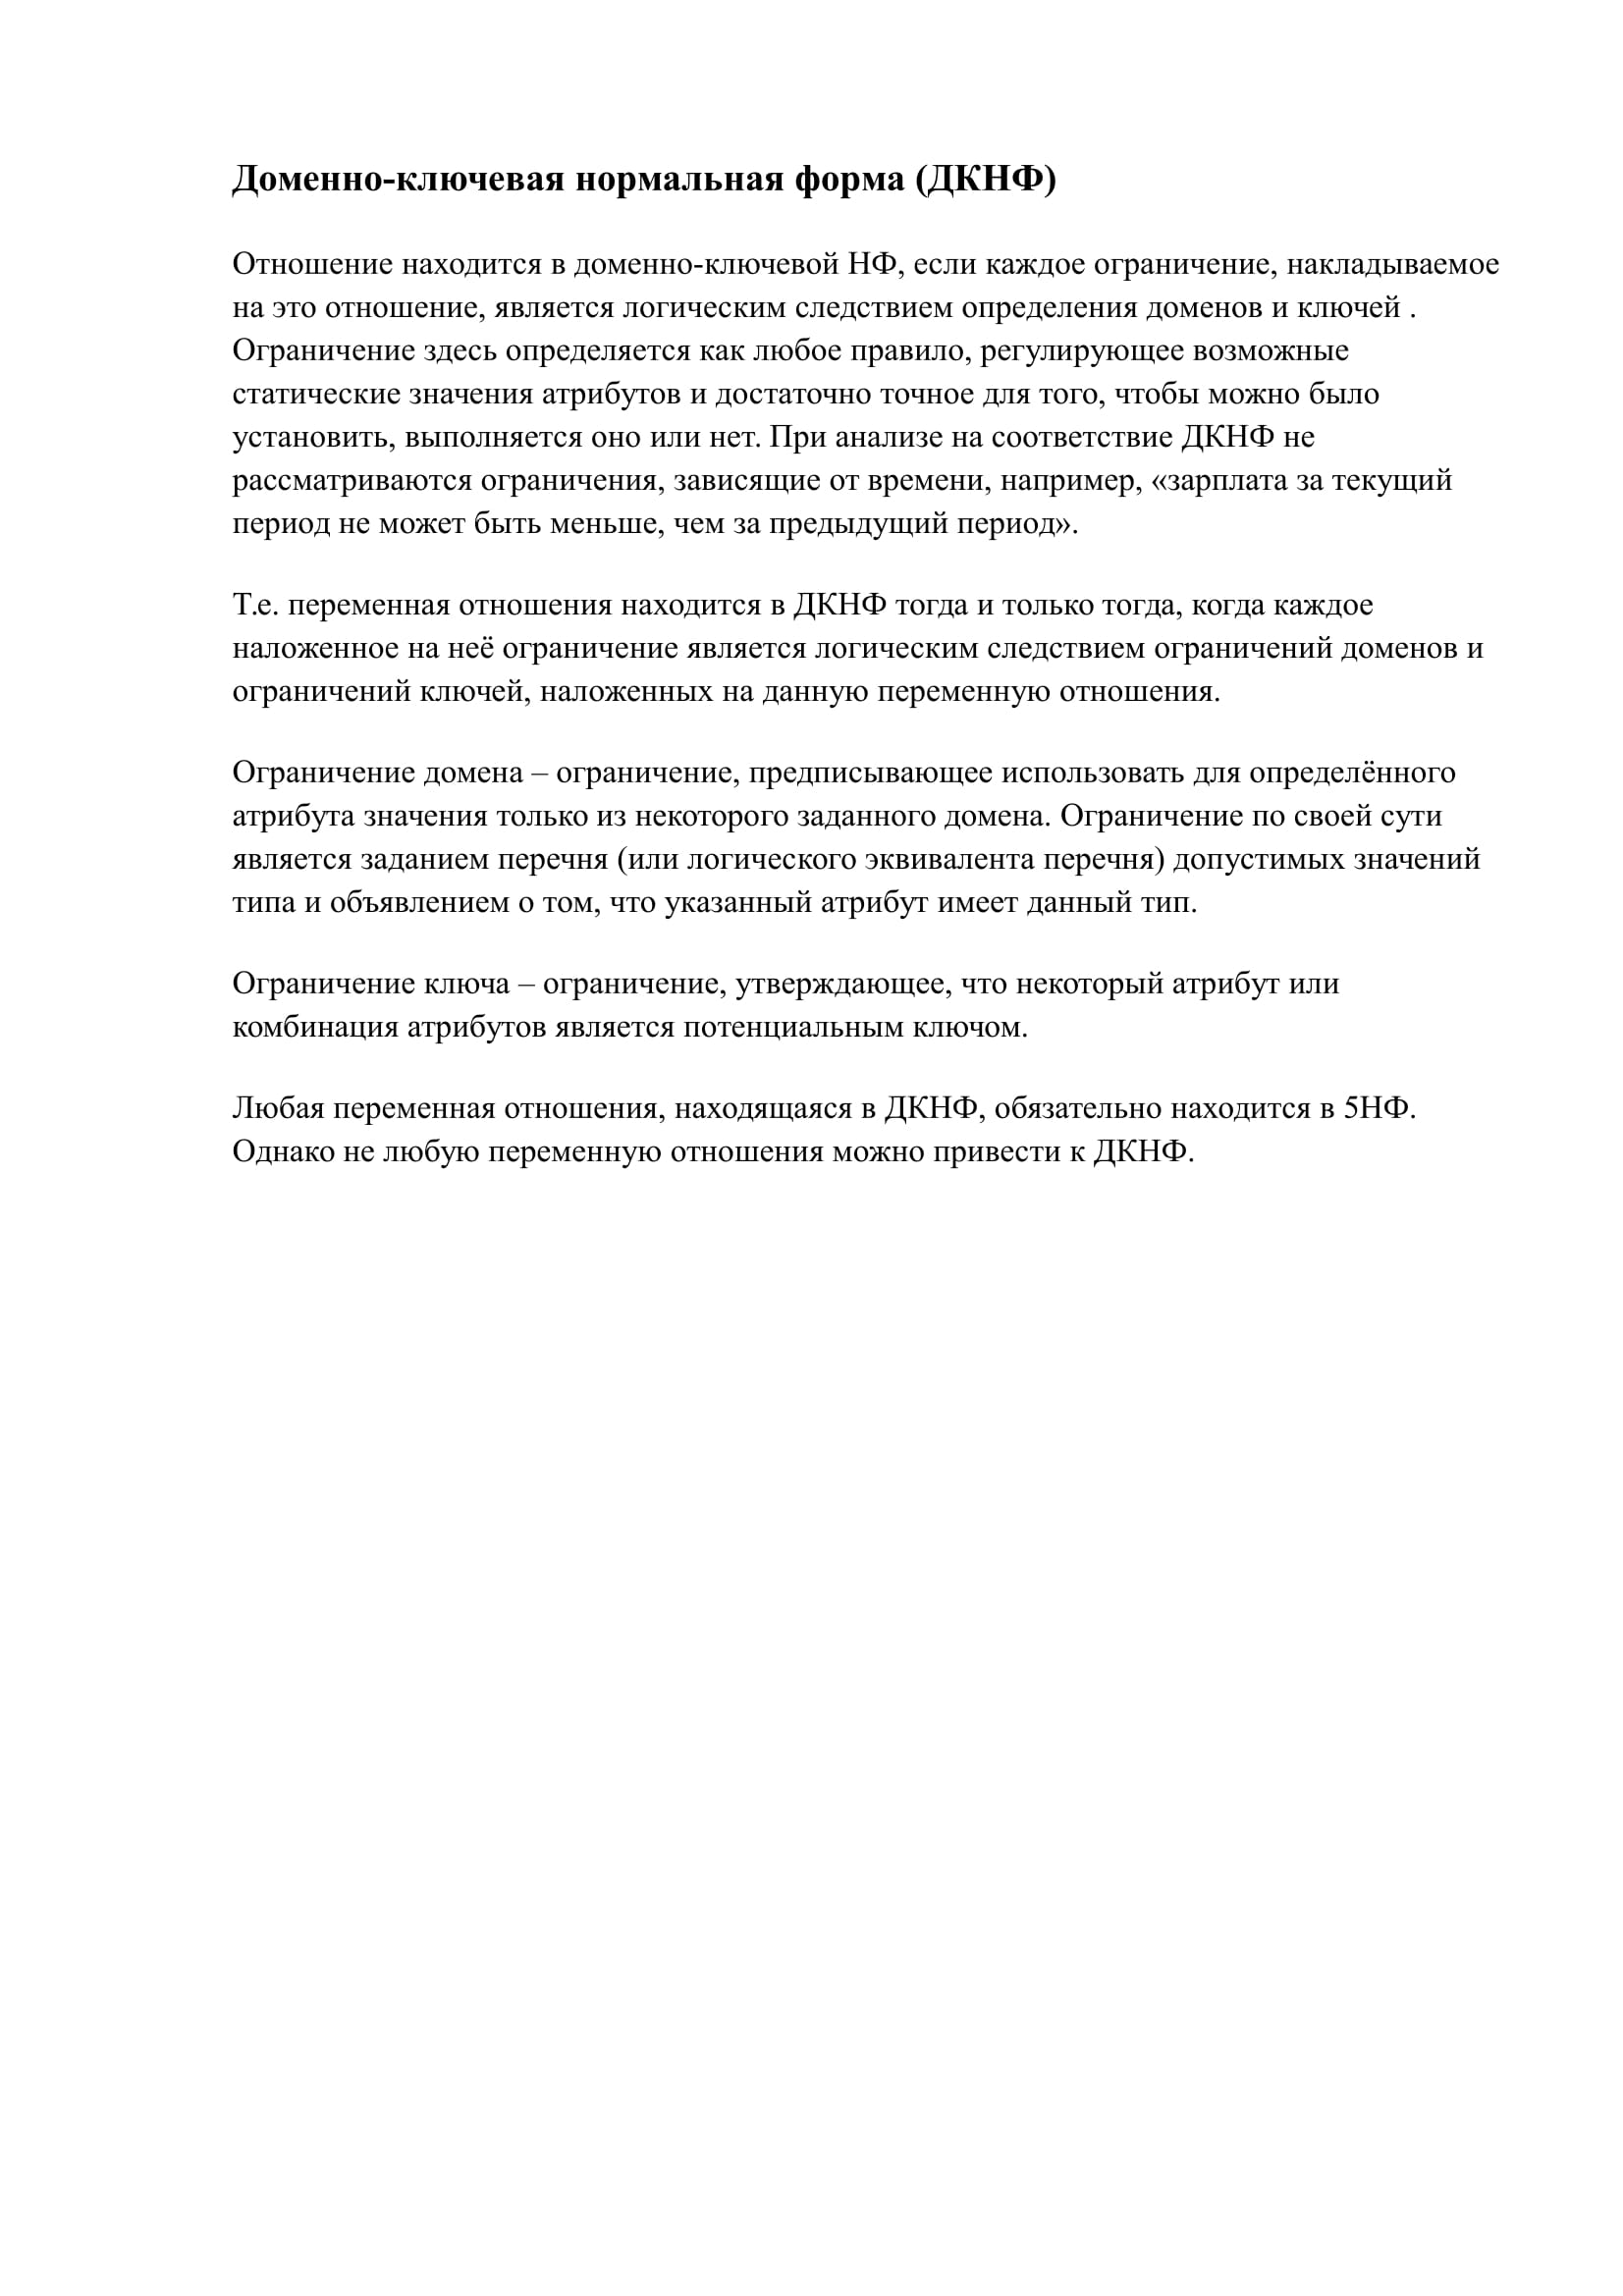 Доменно-ключевая нормальная форма (ДКНФ)
Отношение находится в доменно-ключевой НФ, если каждое ограничение, накладываемое
на это отношение, является логическим следствием определения доменов и ключей .
Ограничение здесь определяется как любое правило, регулирующее возможные
статические значения атрибутов и достаточно точное для того, чтобы можно было
установить, выполняется оно или нет. При анализе на соответствие ДКНФ не
рассматриваются ограничения, зависящие от времени, например, «зарплата за текущий
период не может быть меньше, чем за предыдущий период».
Т.е. переменная отношения находится в ДКНФ тогда и только тогда, когда каждое
наложенное на неё ограничение является логическим следствием ограничений доменов и
ограничений ключей, наложенных на данную переменную отношения.
Ограничение домена – ограничение, предписывающее использовать для определённого
атрибута значения только из некоторого заданного домена. Ограничение по своей сути
является заданием перечня (или логического эквивалента перечня) допустимых значений
типа и объявлением о том, что указанный атрибут имеет данный тип.
Ограничение ключа – ограничение, утверждающее, что некоторый атрибут или
комбинация атрибутов является потенциальным ключом.
Любая переменная отношения, находящаяся в ДКНФ, обязательно находится в 5НФ.
Однако не любую переменную отношения можно привести к ДКНФ.